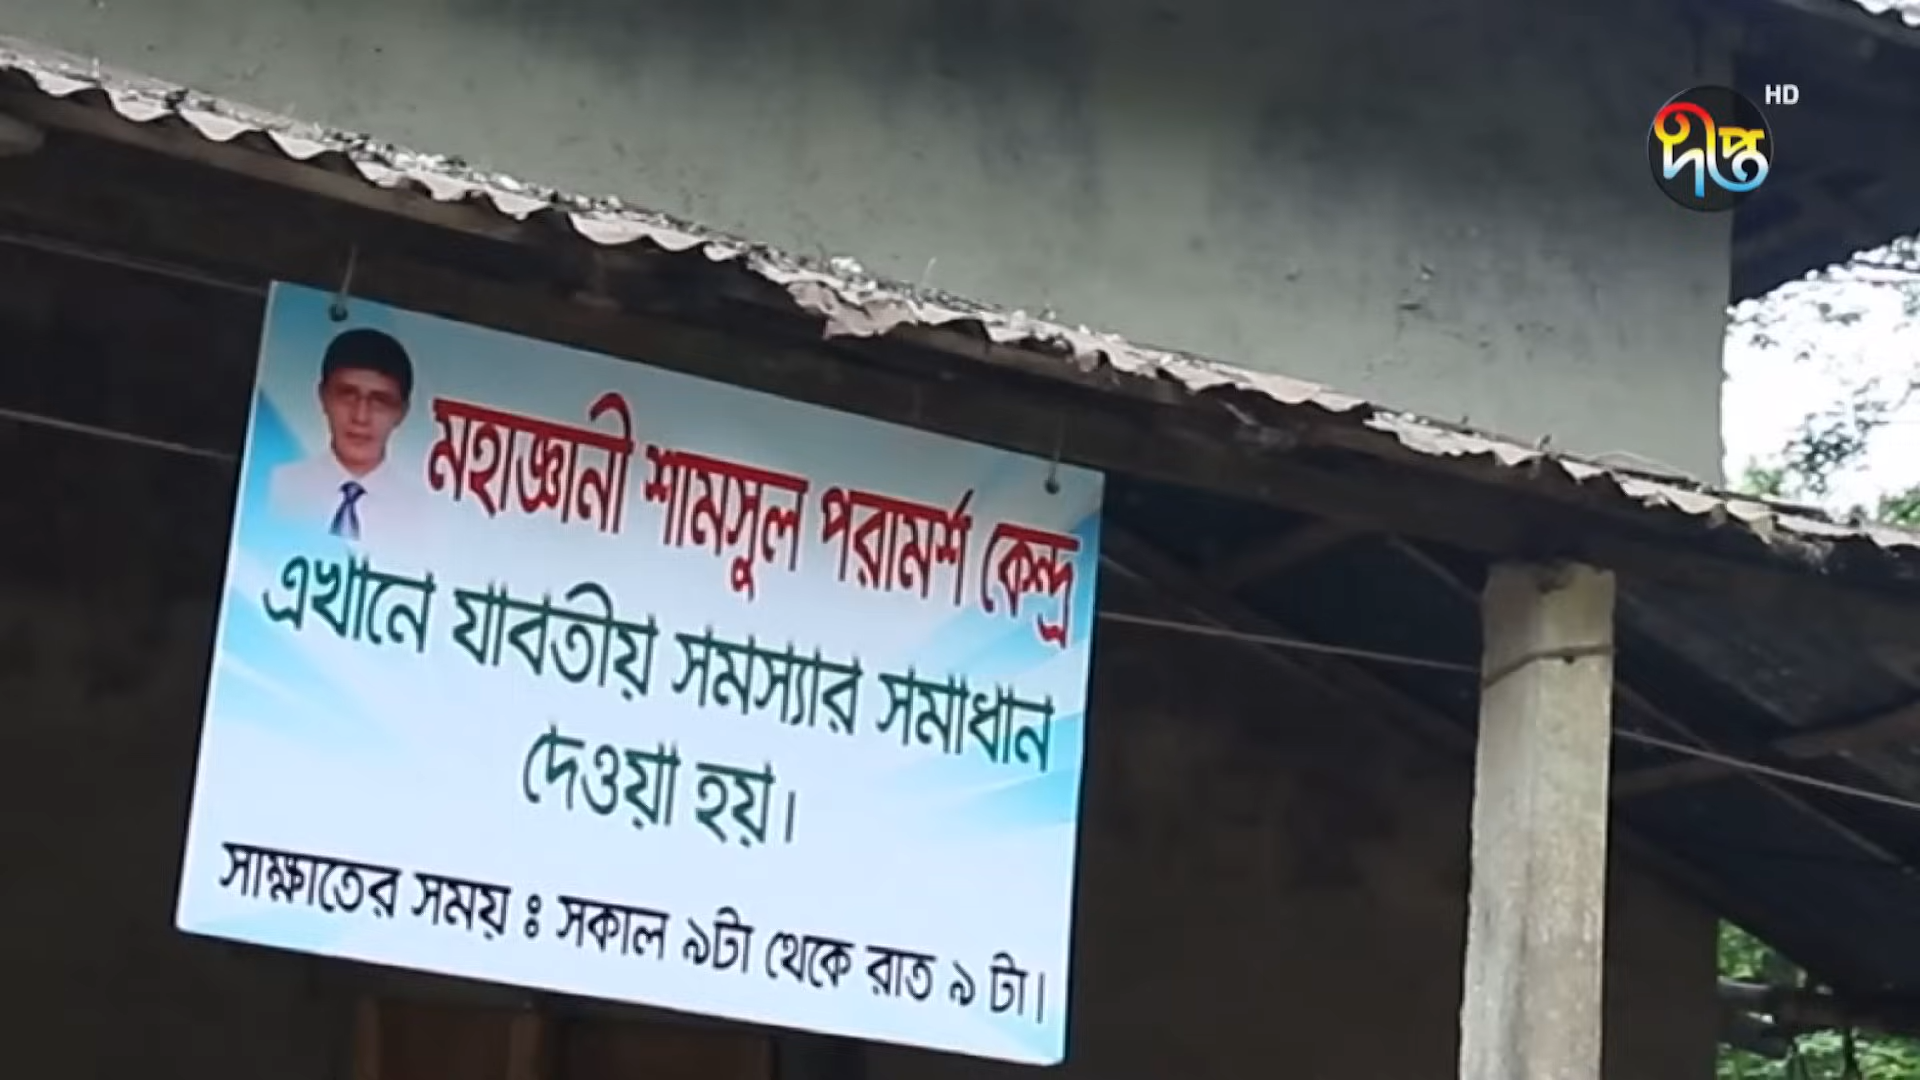 HD
দীপ্ত
মহাজ্ঞানী শামসুল পরামর্শ কেন্দ্র
এখানে যাবতীয় সমস্যার সমাধান
দেওয়া হয়।
সাক্ষাতের সময় ঃ সকাল ৯টা থেকে রাত ৯ টা।